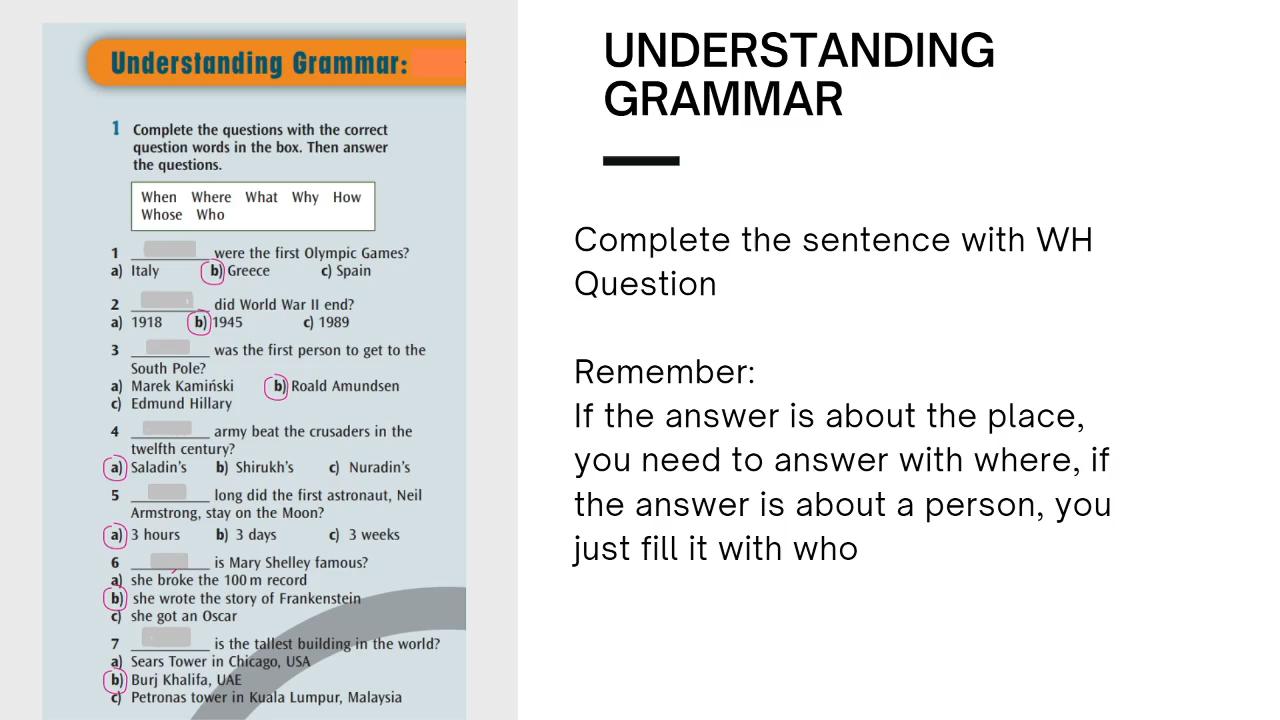 Understanding Grammar:
1 Complete the questions with the correct
question words in the box. Then answer
the questions.
When Where What Why How
Whose Who
1 ________ were the first Olympic Games?
a) Italy b) Greece c) Spain
2 ________ did World War II end?
a) 1918 b) 1945 c) 1989
3 ________ was the first person to get to the
South Pole?
a) Marek Kamiński b) Roald Amundsen
c) Edmund Hillary
4 ________ army beat the crusaders in the
twelfth century?
a) Saladin's b) Shirukh's c) Nuradin's
5 ________ long did the first astronaut, Neil
Armstrong, stay on the Moon?
a) 3 hours b) 3 days c) 3 weeks
6 ________ is Mary Shelley famous?
a) she broke the 100 m record
b) she wrote the story of Frankenstein
c) she got an Oscar
7 ________ is the tallest building in the world?
a) Sears Tower in Chicago, USA
b) Burj Khalifa, UAE
c) Petronas tower in Kuala Lumpur, Malaysia
UNDERSTANDING
GRAMMAR
Complete the sentence with WH
Question
Remember:
If the answer is about the place,
you need to answer with where, if
the answer is about a person, you
just fill it with who